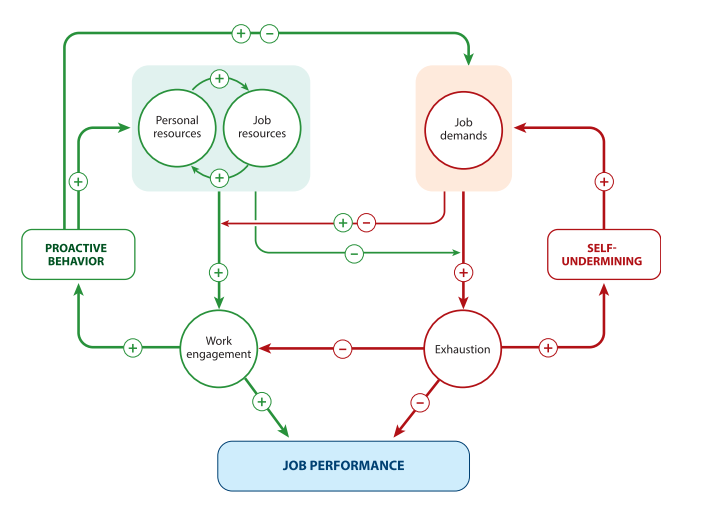 + −
+
Personal
resources
Job
resources
Job
demands
+
+
+
+ −
−
PROACTIVE
BEHAVIOR
SELF-
UNDERMINING
+
+
Work
engagement
Exhaustion
+
−
+
+
−
JOB PERFORMANCE